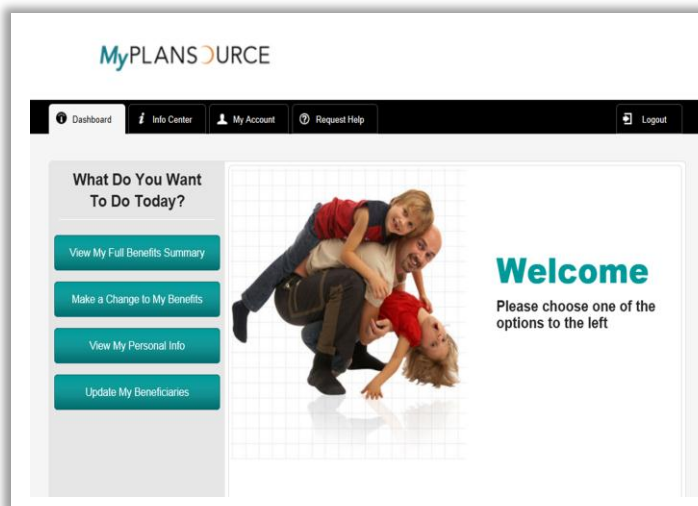 MyPLANSOURCE
Dashboard
Info Center
My Account
Request Help
Logout
What Do You Want
To Do Today?
View My Full Benefits Summary
Make a Change to My Benefits
View My Personal Info
Update My Beneficiaries
Welcome
Please choose one of the
options to the left